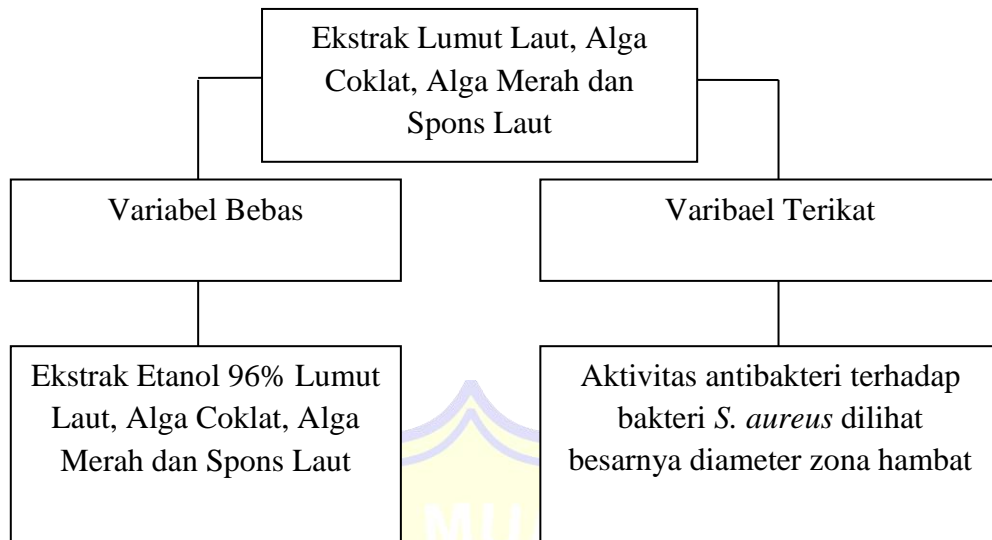 Ekstrak Lumut Laut, Alga
Coklat, Alga Merah dan
Spons Laut
Variabel Bebas
Varibael Terikat
Ekstrak Etanol 96% Lumut
Laut, Alga Coklat, Alga
Merah dan Spons Laut
Aktivitas antibakteri terhadap
bakteri S. aureus dilihat
besarnya diameter zona hambat